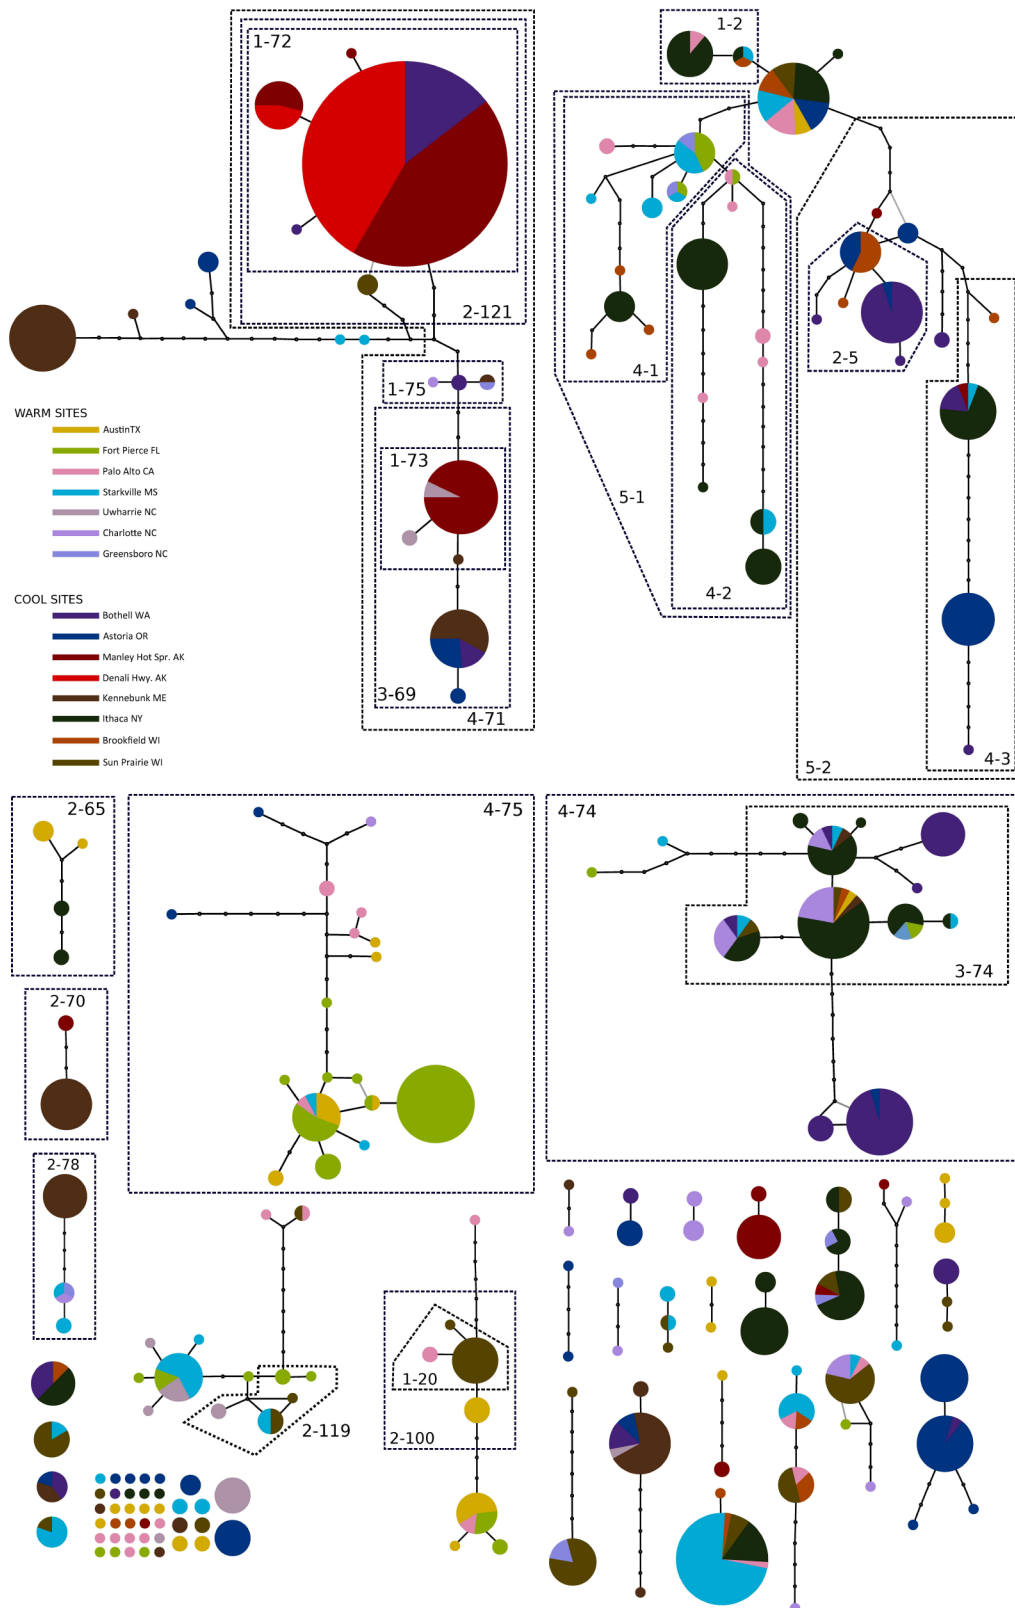 1-2
1-72
2-121
4-1
2-5
1-75
WARM SITES
AustinTX
Fort Pierce FL
Palo Alto CA
Starkville MS
Uwharrie NC
Charlotte NC
Greensboro NC
1-73
5-1
4-2
COOL SITES
Bothell WA
Astoria OR
Manley Hot Spr. AK
Denali Hwy. AK
Kennebunk ME
Ithaca NY
Brookfield WI
Sun Prairie WI
3-69
4-71
5-2
4-3
2-65
4-75
4-74
3-74
2-70
2-78
1-20
2-119
2-100